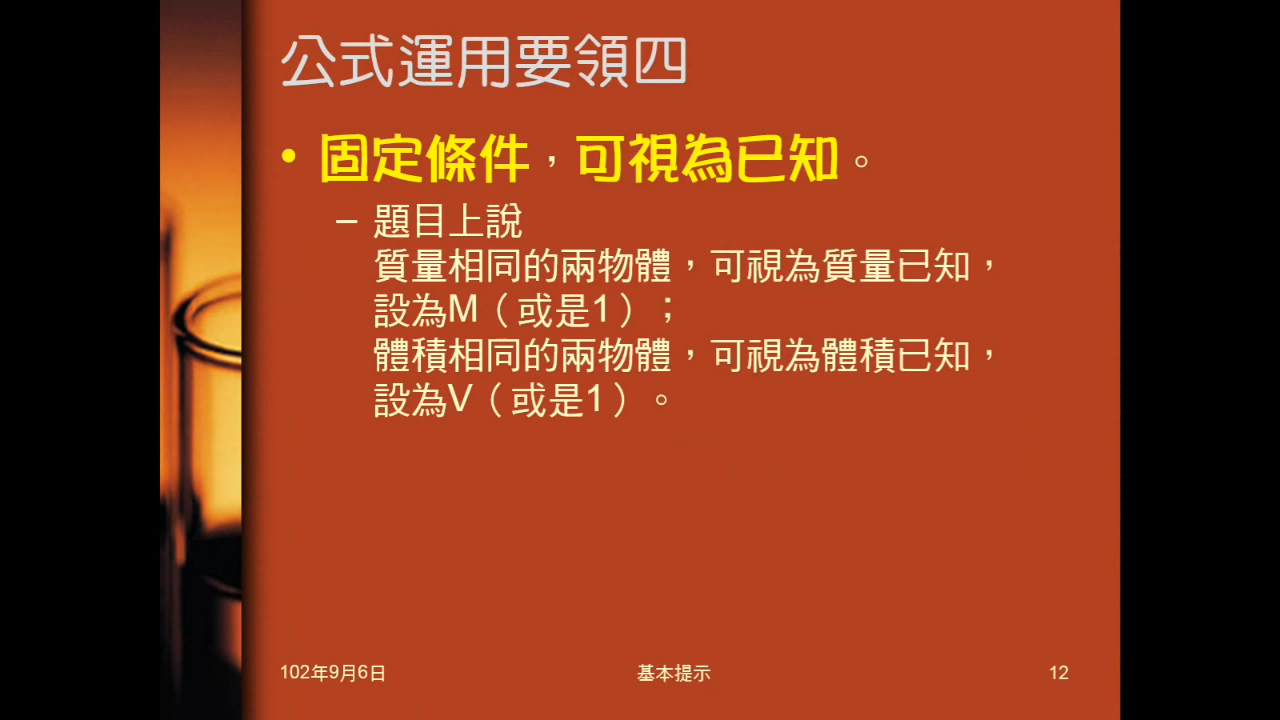 公式運用要領四
• 固定條件，可視為已知。
– 題目上說
質量相同的兩物體，可視為質量已知，
設為M（或是1）；
體積相同的兩物體，可視為體積已知，
設為V（或是1）。
102年9月6日
基本提示
12